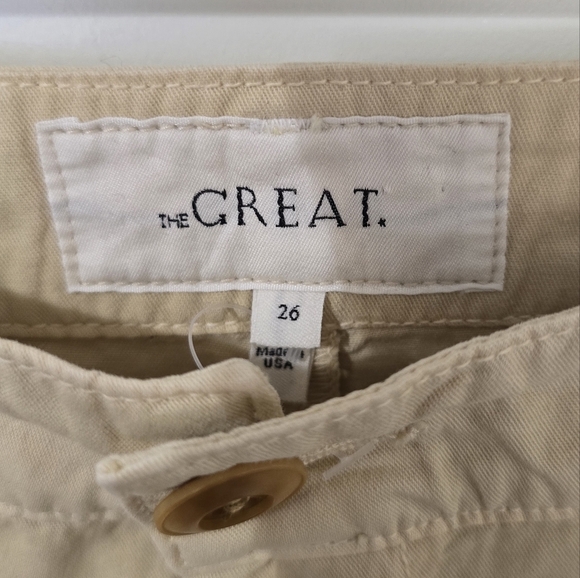 THE GREAT.
26
Made in
USA